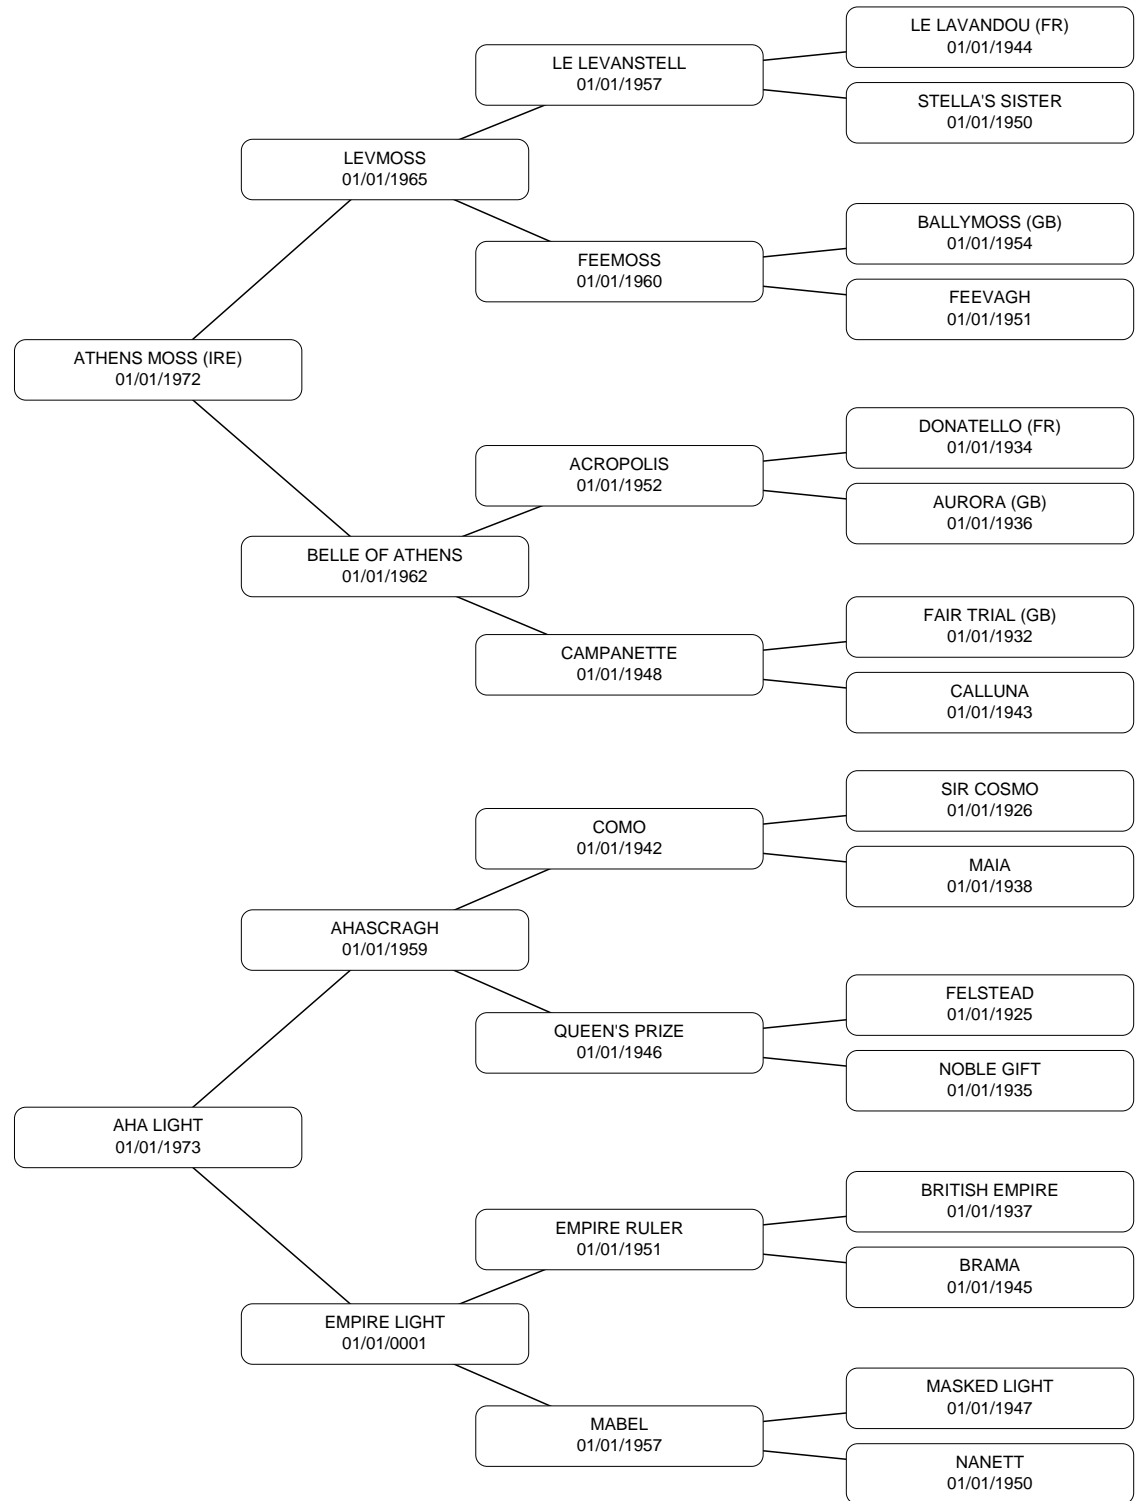 LE LAVANDOU (FR)
01/01/1944
LE LEVANSTELL
01/01/1957
STELLA'S SISTER
01/01/1950
LEVMOSS
01/01/1965
BALLYMOSS (GB)
01/01/1954
FEEMOSS
01/01/1960
FEEVAGH
01/01/1951
ATHENS MOSS (IRE)
01/01/1972
DONATELLO (FR)
01/01/1934
ACROPOLIS
01/01/1952
AURORA (GB)
01/01/1936
BELLE OF ATHENS
01/01/1962
FAIR TRIAL (GB)
01/01/1932
CAMPANETTE
01/01/1948
CALLUNA
01/01/1943
SIR COSMO
01/01/1926
COMO
01/01/1942
MAIA
01/01/1938
AHASCRAGH
01/01/1959
FELSTEAD
01/01/1925
QUEEN'S PRIZE
01/01/1946
NOBLE GIFT
01/01/1935
AHA LIGHT
01/01/1973
BRITISH EMPIRE
01/01/1937
EMPIRE RULER
01/01/1951
BRAMA
01/01/1945
EMPIRE LIGHT
01/01/0001
MASKED LIGHT
01/01/1947
MABEL
01/01/1957
NANETT
01/01/1950